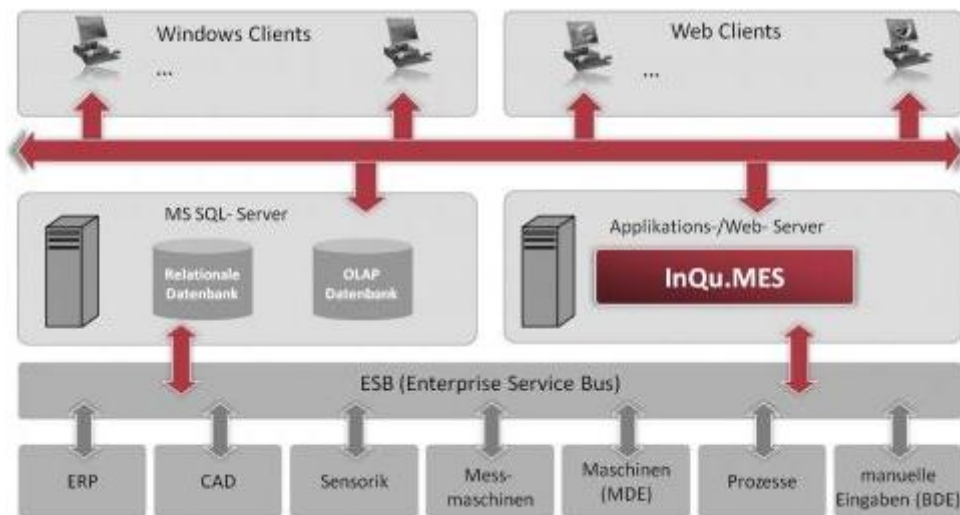 Windows Clients
...
Web Clients
...
MS SQL- Server
Relationale
Datenbank
OLAP
Datenbank
Applikations-/Web- Server
InQu.MES
ESB (Enterprise Service Bus)
ERP
CAD
Sensorik
Mess-
maschinen
Maschinen
(MDE)
Prozesse
manuelle
Eingaben (BDE)